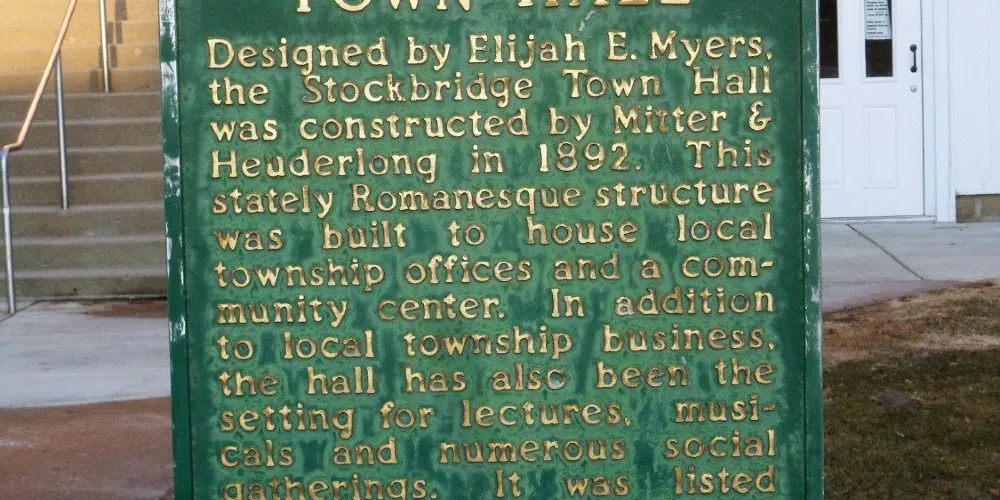 TOWN HALL
Designed by Elijah E. Myers,
the Stockbridge Town Hall
was constructed by Mitter &
Heuderlong in 1892. This
stately Romanesque structure
was built to house local
township offices and a com-
munity center. In addition
to local township business,
the hall has also been the
setting for lectures, musi-
cals and numerous social
gatherings. It was listed